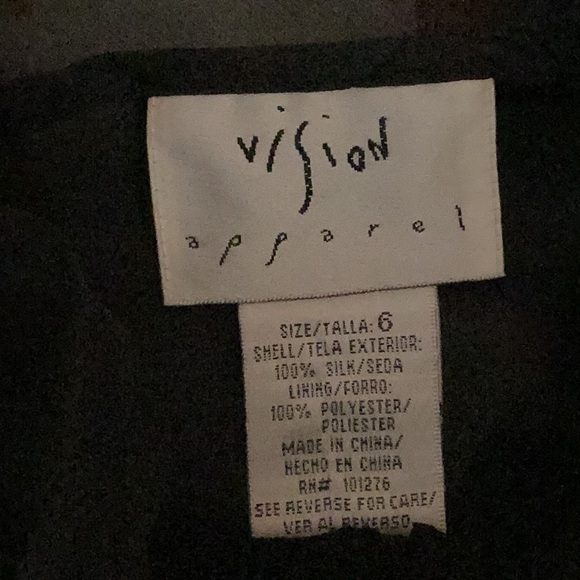 vision
apparel
SIZE/TALLA: 6
SHELL/TELA EXTERIOR:
100% SILK/SEDA
LINING/FORRO:
100% POLYESTER/
POLIESTER
MADE IN CHINA/
HECHO EN CHINA
RN# 101276
SEE REVERSE FOR CARE/
VER AL REVERSO